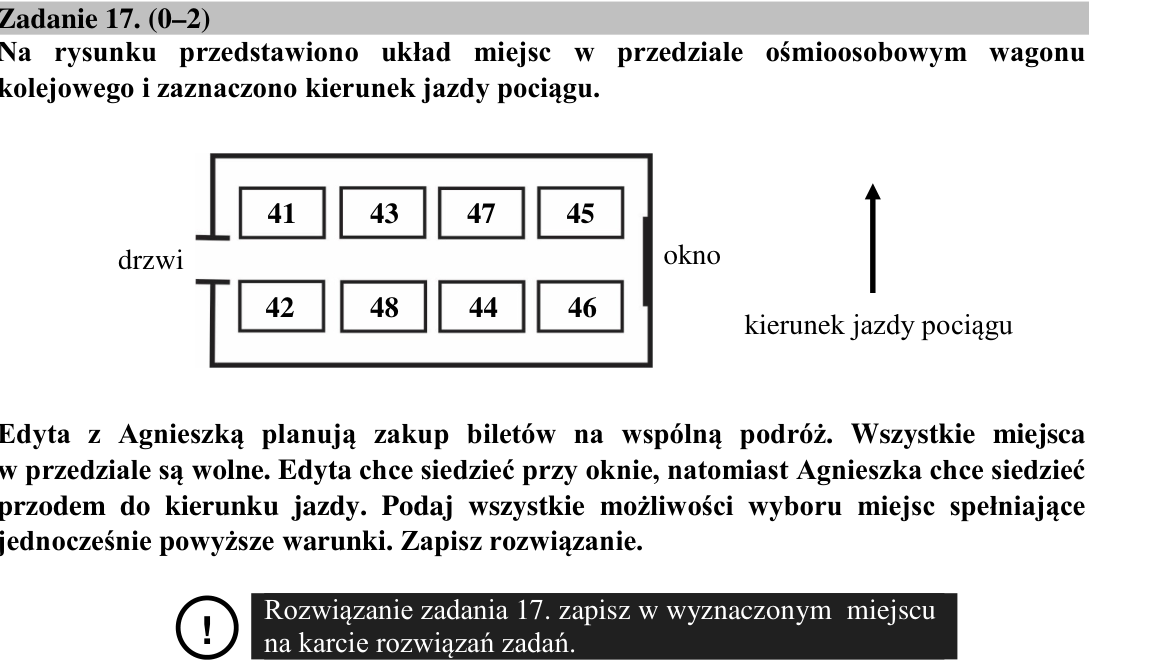 Zadanie 17. (0–2)
Na rysunku przedstawiono układ miejsc w przedziale ośmioosobowym wagonu
kolejowego i zaznaczono kierunek jazdy pociągu.
41 43 47 45
drzwi
okno
42 48 44 46
kierunek jazdy pociągu
Edyta z Agnieszką planują zakup biletów na wspólną podróż. Wszystkie miejsca
w przedziale są wolne. Edyta chce siedzieć przy oknie, natomiast Agnieszka chce siedzieć
przodem do kierunku jazdy. Podaj wszystkie możliwości wyboru miejsc spełniające
jednocześnie powyższe warunki. Zapisz rozwiązanie.
!
Rozwiązanie zadania 17. zapisz w wyznaczonym miejscu
na karcie rozwiązań zadań.